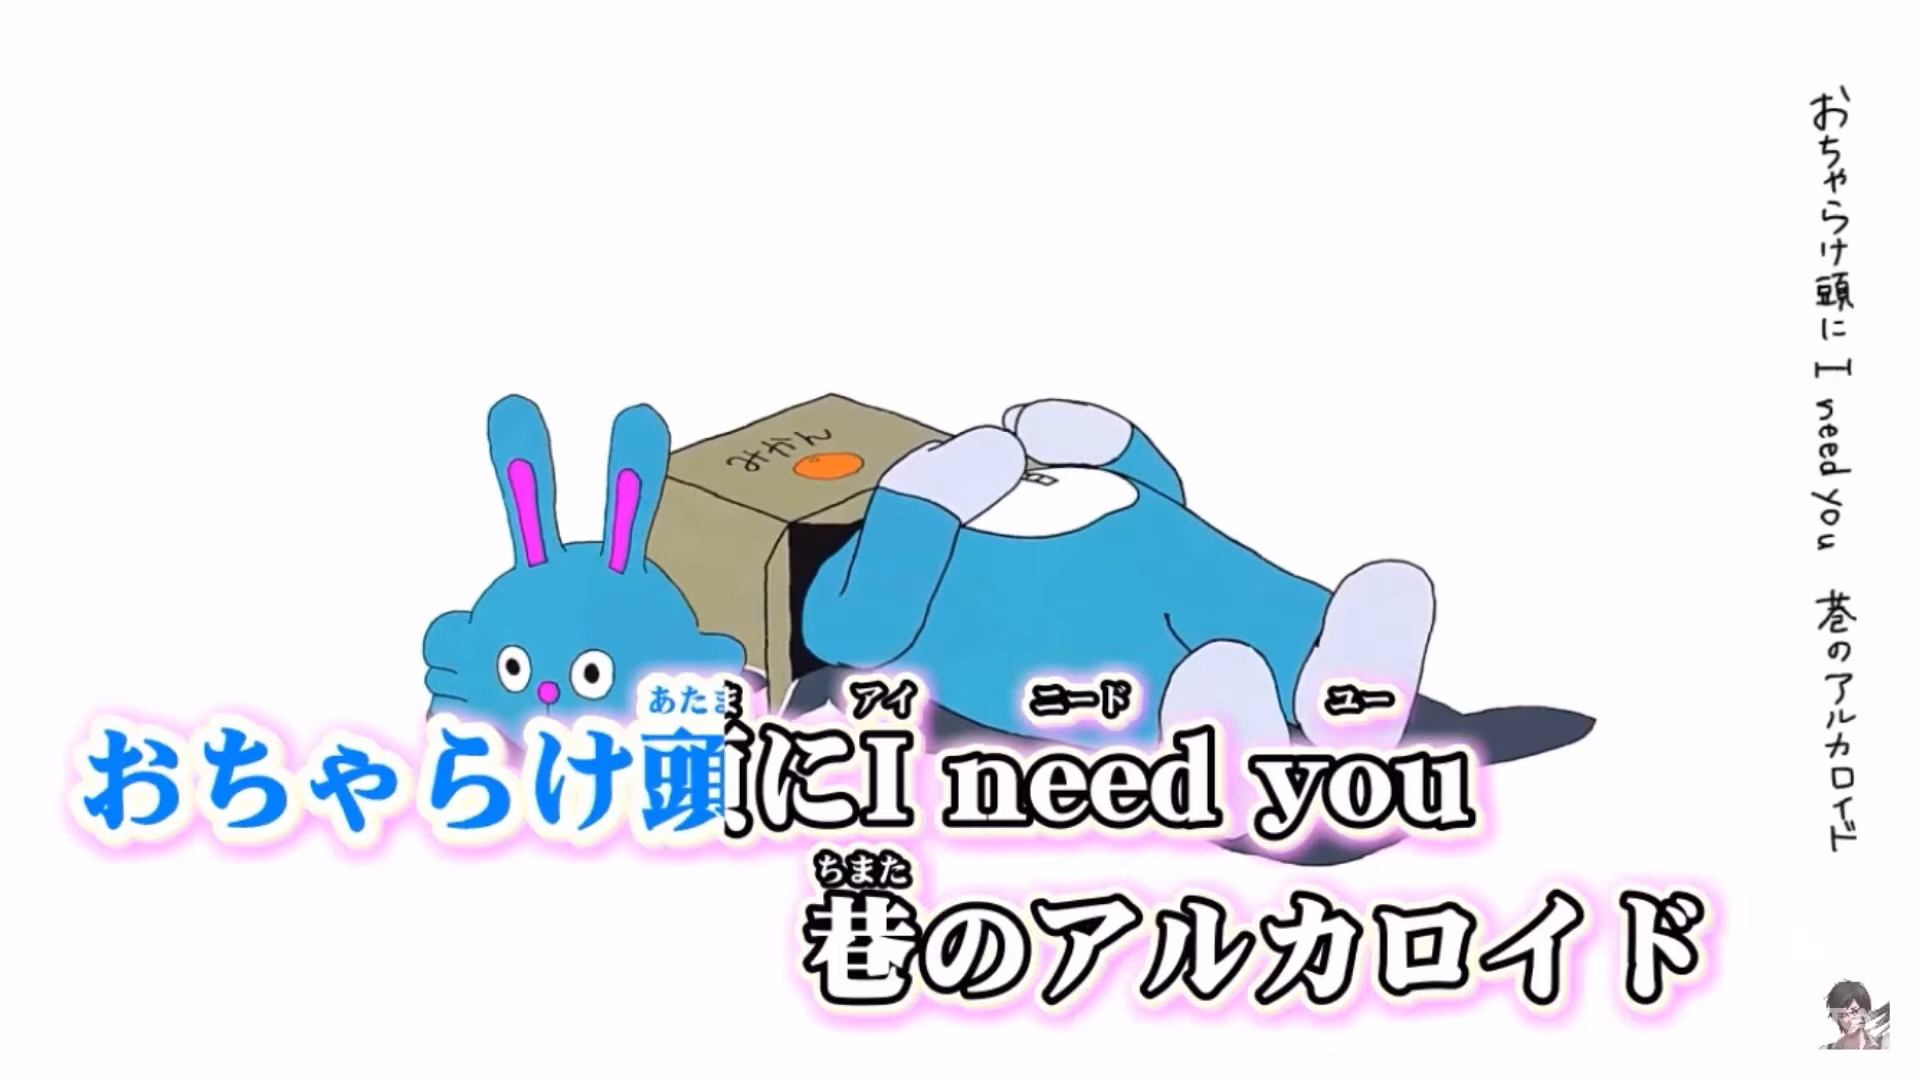 おちゃらけ頭に I need you 巷のアルカロイド
みかん
あたま アイ ニード ユー
おちゃらけ頭にI need you
ちまた
巷のアルカロイド